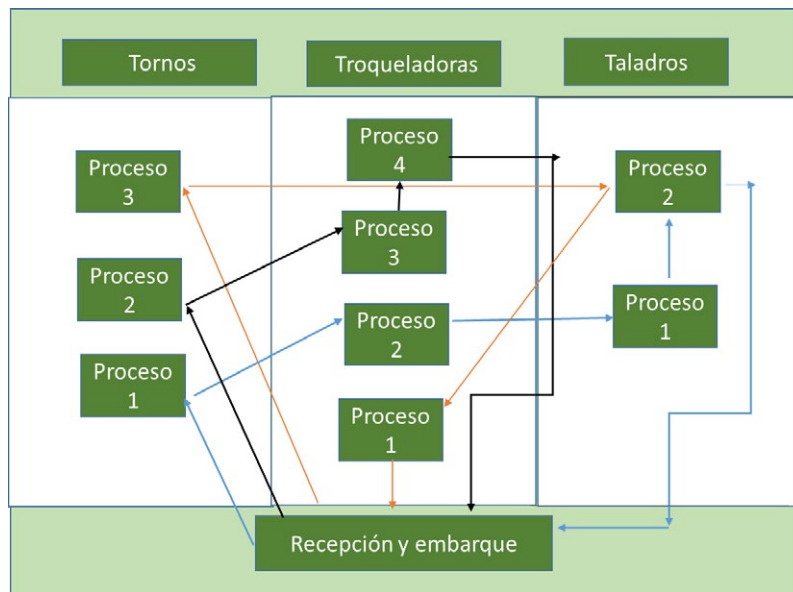 Tornos
Troqueladoras
Taladros
Proceso
3
Proceso
2
Proceso
1
Proceso
4
Proceso
3
Proceso
2
Proceso
1
Proceso
2
Proceso
1
Recepción y embarque